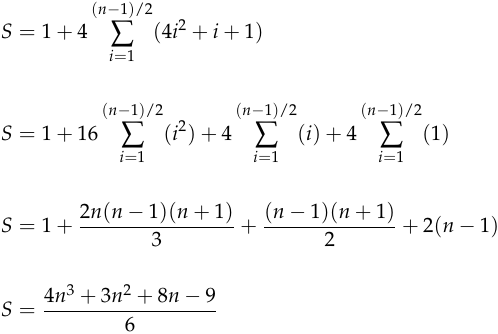 S = 1 + 4 \sum_{i=1}^{(n-1)/2} (4i^2 + i + 1)
S = 1 + 16 \sum_{i=1}^{(n-1)/2} (i^2) + 4 \sum_{i=1}^{(n-1)/2} (i) + 4 \sum_{i=1}^{(n-1)/2} (1)
S = 1 + \frac{2n(n-1)(n+1)}{3} + \frac{(n-1)(n+1)}{2} + 2(n-1)
S = \frac{4n^3 + 3n^2 + 8n - 9}{6}